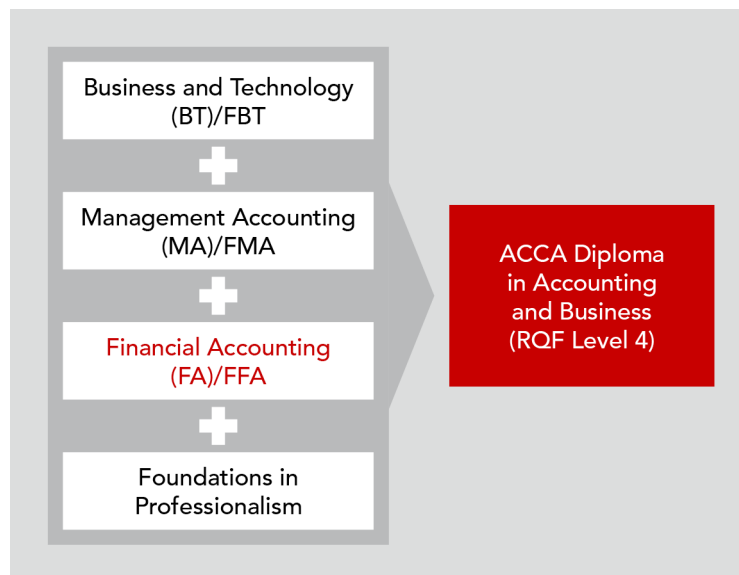 Business and Technology
(BT)/FBT
Management Accounting
(MA)/FMA
Financial Accounting
(FA)/FFA
Foundations in
Professionalism
ACCA Diploma
in Accounting
and Business
(RQF Level 4)